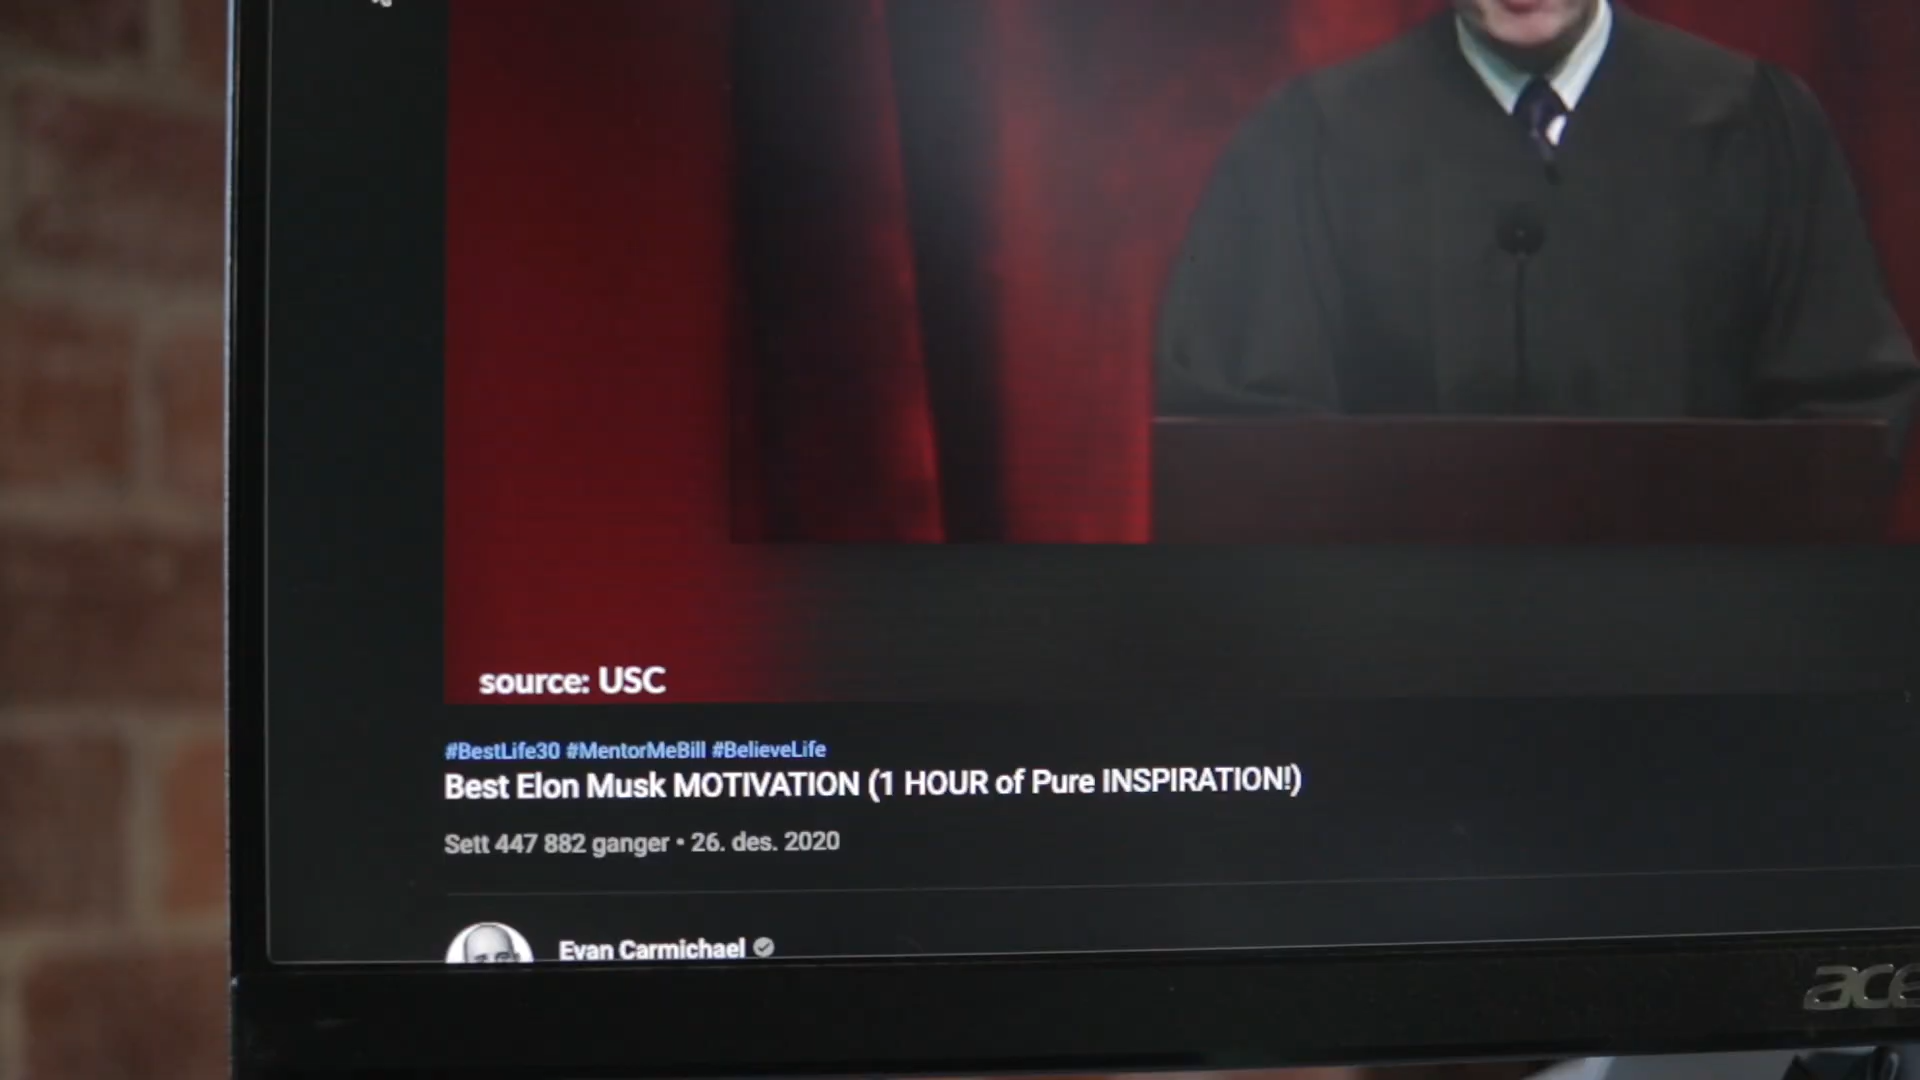 source: USC
#BestLife30 #MentorMeBill #BelieveLife
Best Elon Musk MOTIVATION (1 HOUR of Pure INSPIRATION!)
Sett 447 882 ganger • 26. des. 2020
Evan Carmichael
ace